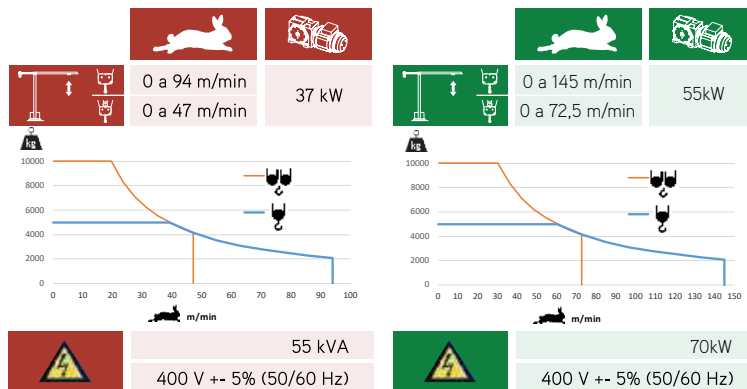 0 a 94 m/min
37 kW
0 a 47 m/min
kg
10000
8000
6000
4000
2000
0
0 10 20 30 40 50 60 70 80 90 100
m/min
55 kVA
400 V +- 5% (50/60 Hz)
0 a 145 m/min
55kW
0 a 72,5 m/min
kg
10000
8000
6000
4000
2000
0
0 10 20 30 40 50 60 70 80 90 100 110 120 130 140 150
m/min
70kW
400 V +- 5% (50/60 Hz)